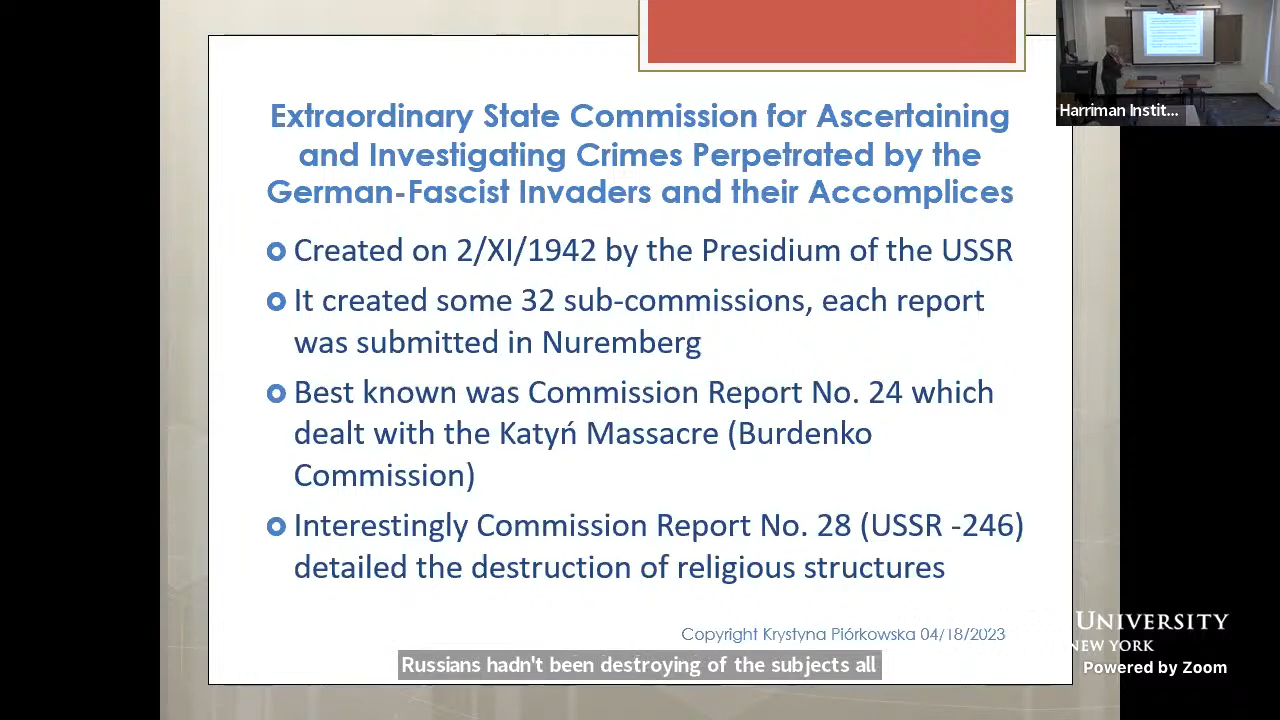 Harriman Instit...
Extraordinary State Commission for Ascertaining
and Investigating Crimes Perpetrated by the
German-Fascist Invaders and their Accomplices
Created on 2/XI/1942 by the Presidium of the USSR
It created some 32 sub-commissions, each report
was submitted in Nuremberg
Best known was Commission Report No. 24 which
dealt with the Katyń Massacre (Burdenko
Commission)
Interestingly Commission Report No. 28 (USSR -246)
detailed the destruction of religious structures
Copyright Krystyna Piórkowska 04/18/2023
UNIVERSITY
NEW YORK
Powered by Zoom
Russians hadn't been destroying of the subjects all